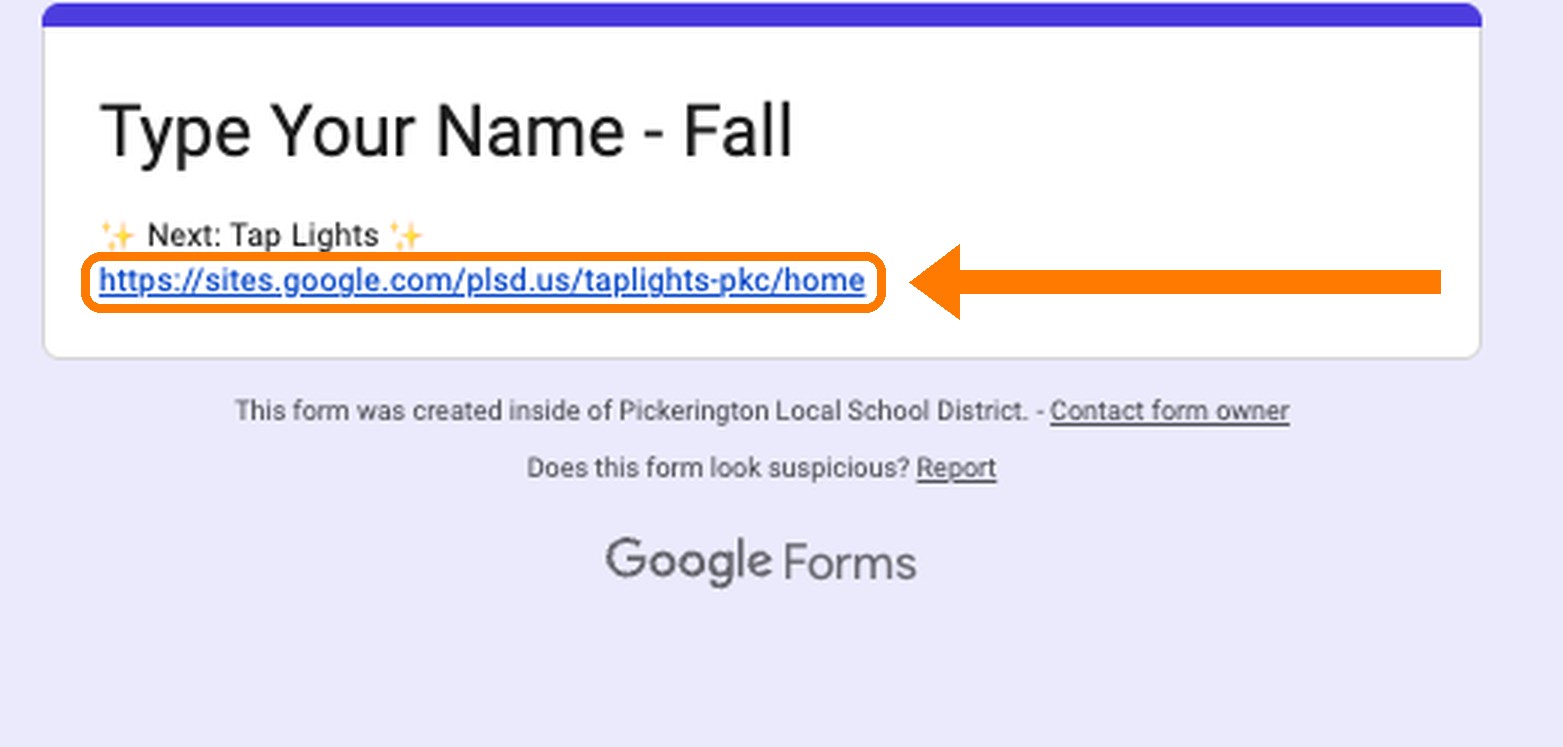 Type Your Name - Fall
✨ Next: Tap Lights ✨
https://sites.google.com/plsd.us/taplights-pkc/home
This form was created inside of Pickerington Local School District. - Contact form owner
Does this form look suspicious? Report
Google Forms